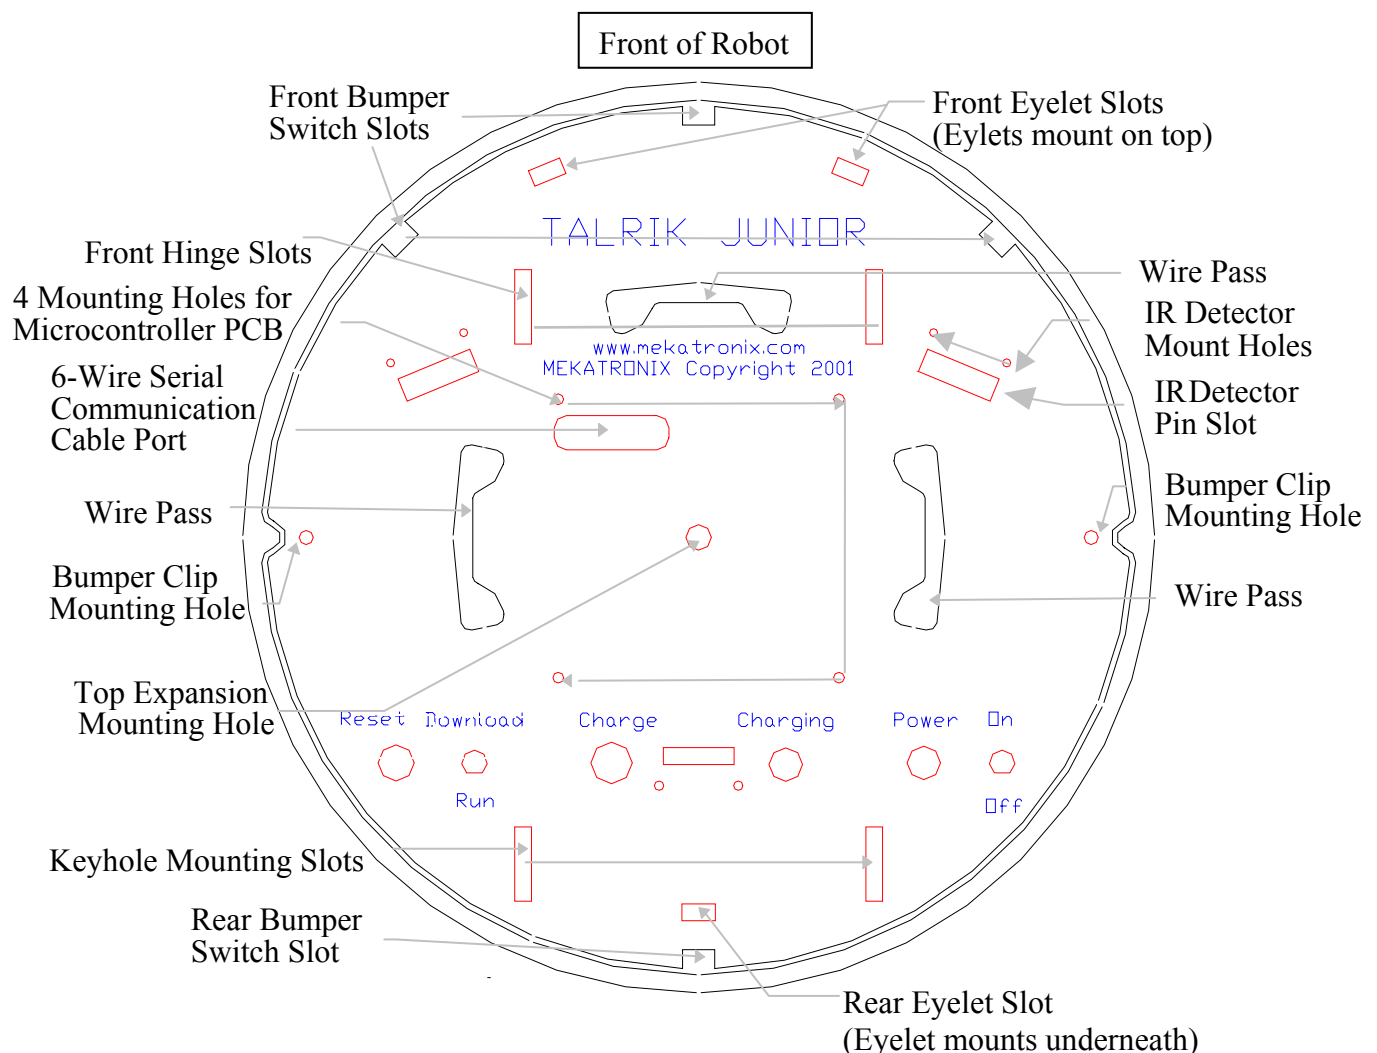 Front of Robot
Front Bumper
Switch Slots
Front Eyelet Slots
(Eylets mount on top)
TALRIK JUNIOR
Front Hinge Slots
Wire Pass
4 Mounting Holes for
Microcontroller PCB
IR Detector
Mount Holes
www.mekatronix.com
MEKATRONIX Copyright 2001
6-Wire Serial
Communication
Cable Port
IR Detector
Pin Slot
Wire Pass
Bumper Clip
Mounting Hole
Bumper Clip
Mounting Hole
Wire Pass
Top Expansion
Mounting Hole
Reset Download Charge Charging Power On
Run Off
Keyhole Mounting Slots
Rear Bumper
Switch Slot
Rear Eyelet Slot
(Eyelet mounts underneath)